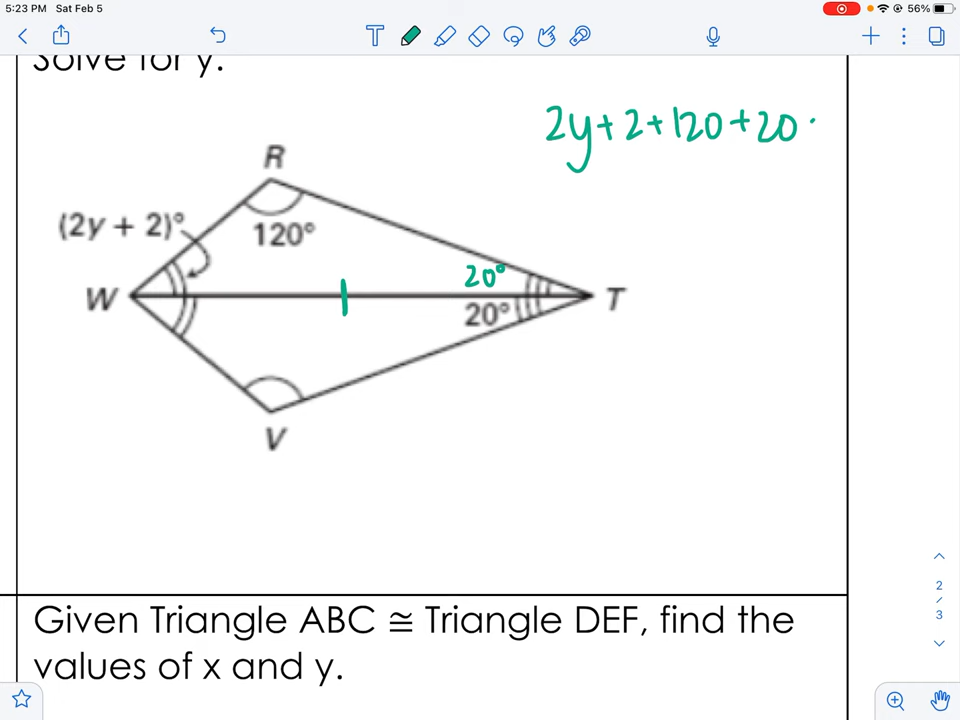 5:23 PM Sat Feb 5
56%
Solve for y.
2y+2+120+20
R
(2y + 2)°
120°
20°
W
T
20°
V
2
/
3
Given Triangle ABC ≅ Triangle DEF, find the
values of x and y.